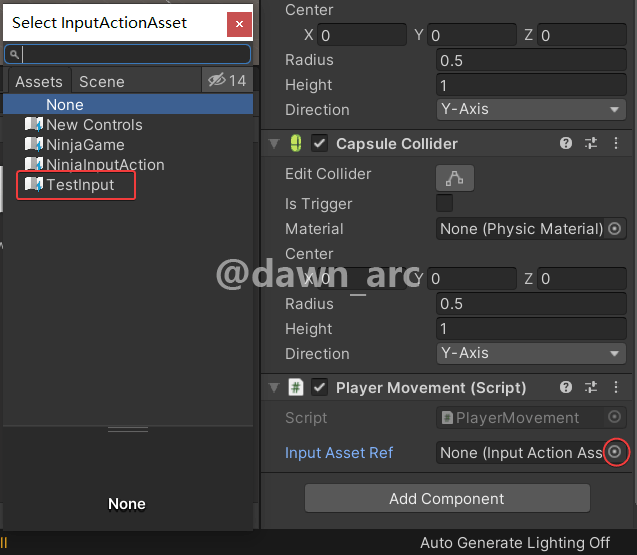 Select InputActionAsset
Assets Scene 14
None
New Controls
NinjaGame
NinjaInputAction
TestInput
None
ll
Center
X 0 Y 0 Z 0
Radius 0.5
Height 1
Direction Y-Axis
Capsule Collider
Edit Collider
Is Trigger
Material None (Physic Material)
Center
@dawn_arc
X 0 Y 0 Z 0
Radius 0.5
Height 1
Direction Y-Axis
# Player Movement (Script)
Script # PlayerMovement
Input Asset Ref None (Input Action Ass
Add Component
Auto Generate Lighting Off